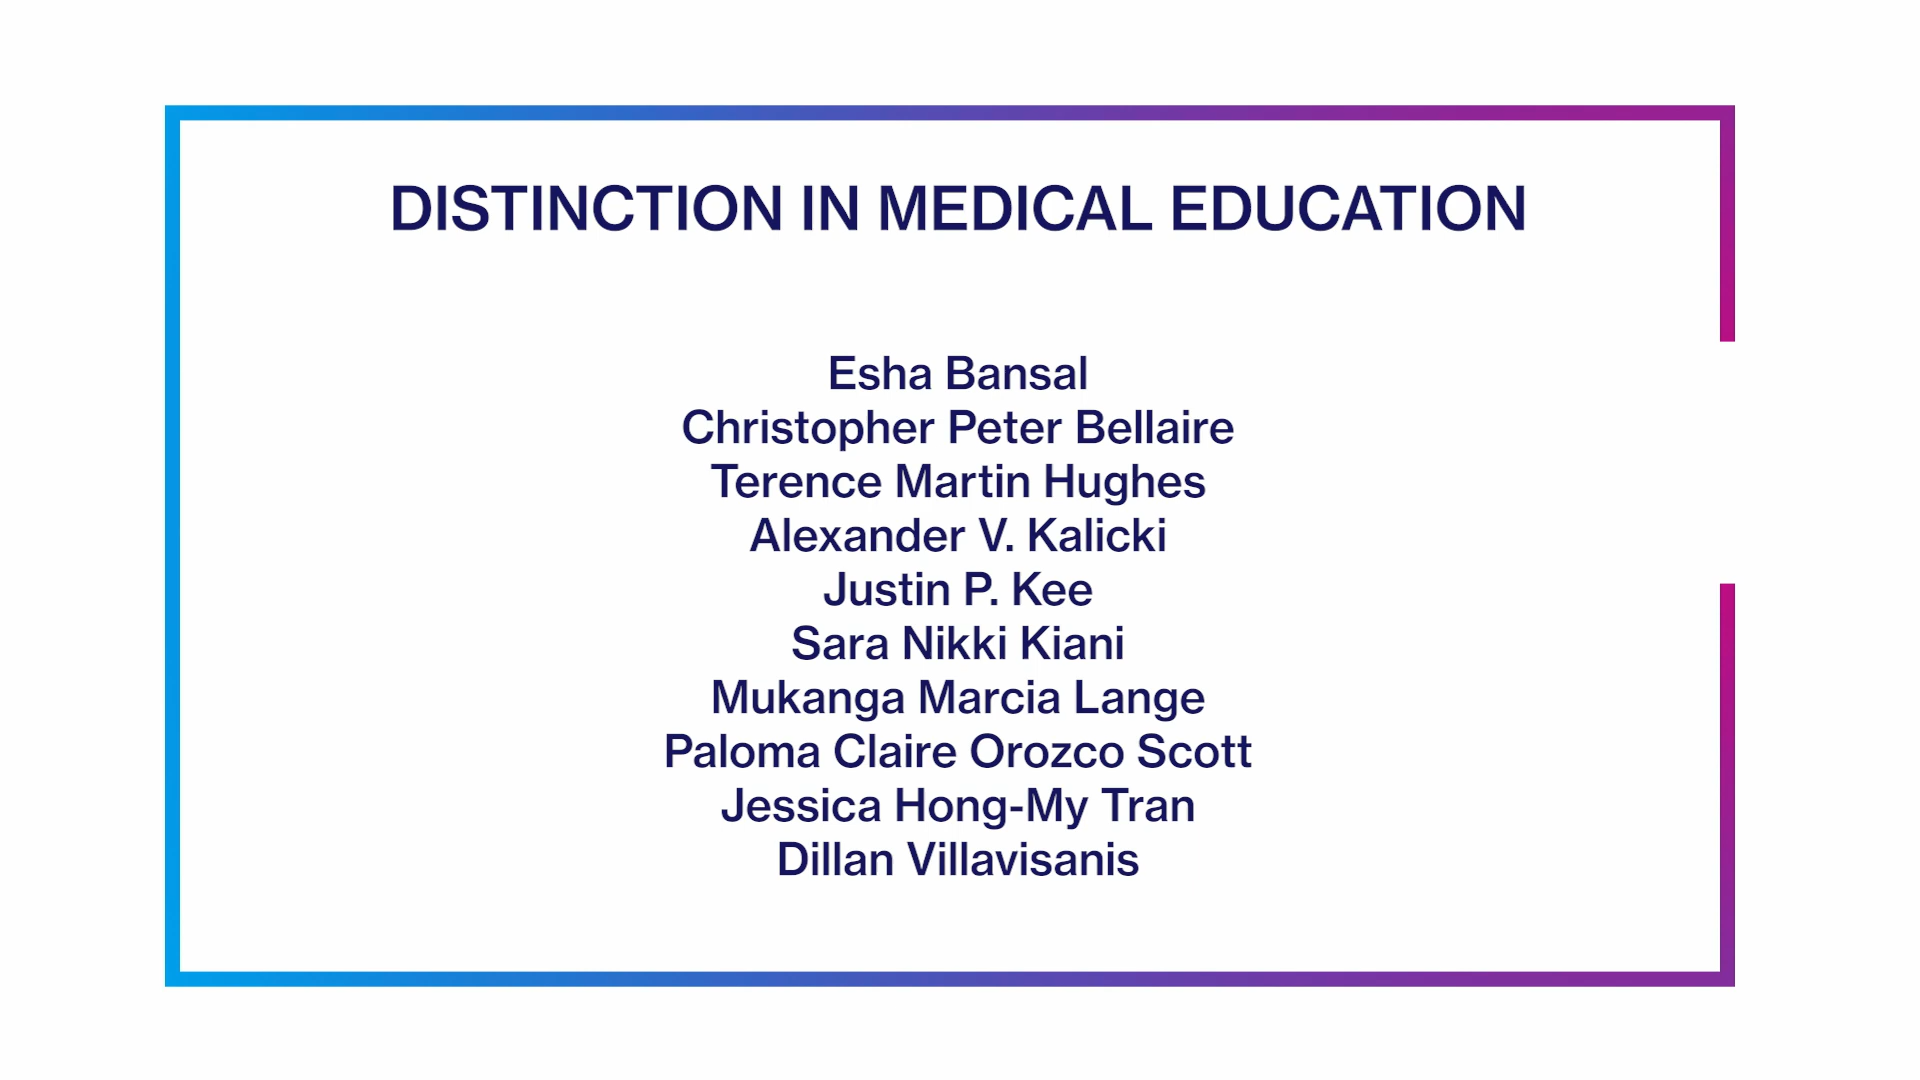 DISTINCTION IN MEDICAL EDUCATION
Esha Bansal
Christopher Peter Bellaire
Terence Martin Hughes
Alexander V. Kalicki
Justin P. Kee
Sara Nikki Kiani
Mukanga Marcia Lange
Paloma Claire Orozco Scott
Jessica Hong-My Tran
Dillan Villavisanis